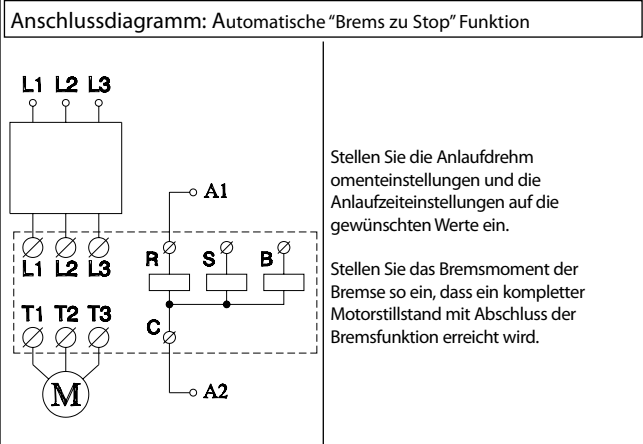 Anschlussdiagramm: Automatische “Brems zu Stop” Funktion
L1 L2 L3
A1
R S B
L1 L2 L3
T1 T2 T3
C
M
A2
Stellen Sie die Anlaufdrehm
omenteinstellungen und die
Anlaufzeiteinstellungen auf die
gewünschten Werte ein.
Stellen Sie das Bremsmoment der
Bremse so ein, dass ein kompletter
Motorstillstand mit Abschluss der
Bremsfunktion erreicht wird.